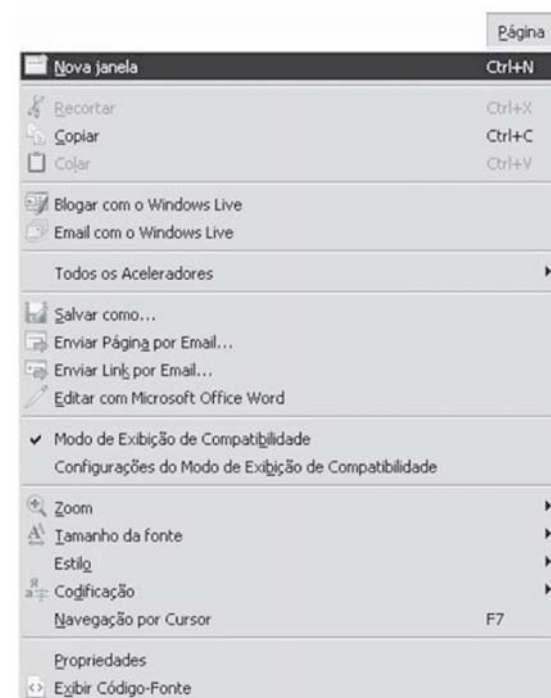 Página
Nova janela Ctrl+N
Recortar Ctrl+X
Copiar Ctrl+C
Colar Ctrl+V
Blogar com o Windows Live
Email com o Windows Live
Todos os Aceleradores
Salvar como...
Enviar Página por Email...
Enviar Link por Email...
Editar com Microsoft Office Word
Modo de Exibição de Compatibilidade
Configurações do Modo de Exibição de Compatibilidade
Zoom
Tamanho da fonte
Estilo
Codificação
Navegação por Cursor F7
Propriedades
Exibir Código-Fonte